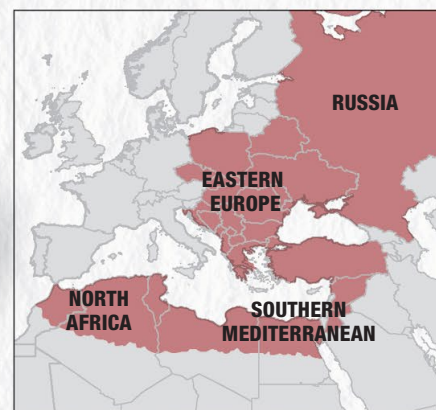 RUSSIA
EASTERN
EUROPE
NORTH
AFRICA
SOUTHERN
MEDITERRANEAN